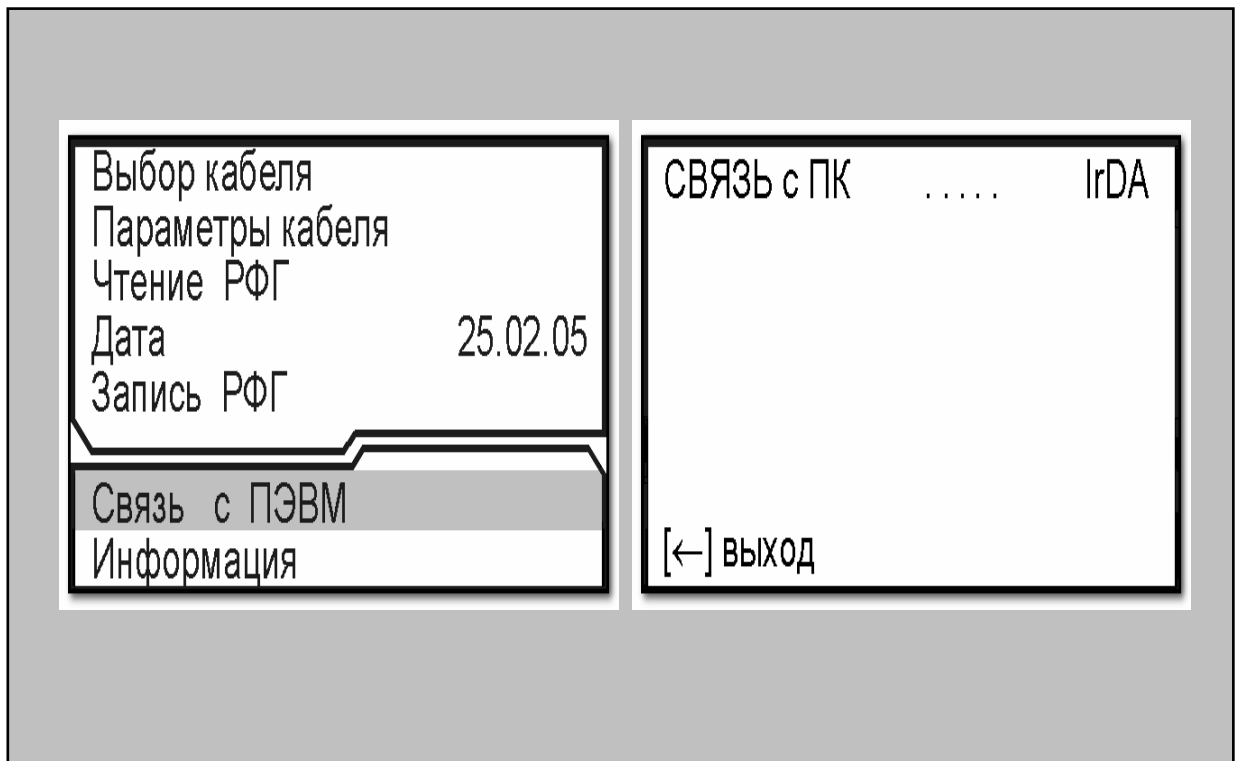 Выбор кабеля
Параметры кабеля
Чтение РФГ
Дата 25.02.05
Запись РФГ
Связь с ПЭВМ
Информация
СВЯЗЬ с ПК ..... IrDA
[←] выход